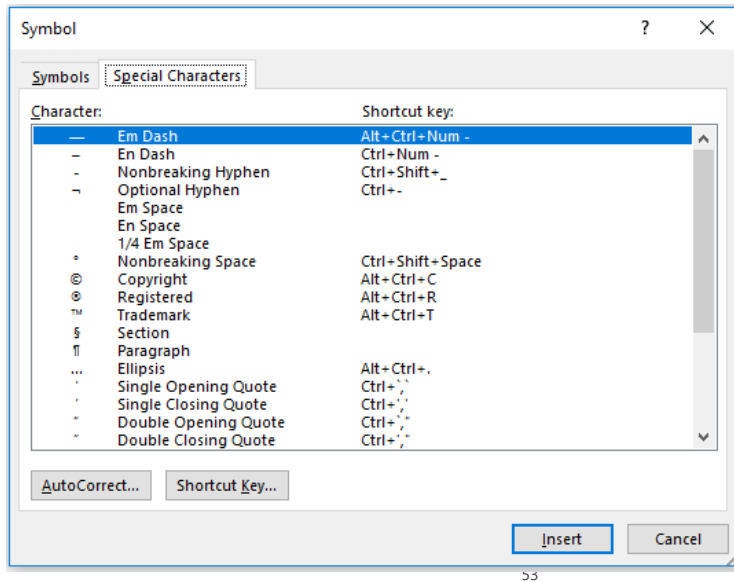 Symbol ? ×
Symbols Special Characters
Character: Shortcut key:
— Em Dash Alt+Ctrl+Num -
– En Dash Ctrl+Num -
- Nonbreaking Hyphen Ctrl+Shift+_
¬ Optional Hyphen Ctrl+-
Em Space
En Space
1/4 Em Space
° Nonbreaking Space Ctrl+Shift+Space
© Copyright Alt+Ctrl+C
® Registered Alt+Ctrl+R
™ Trademark Alt+Ctrl+T
§ Section
¶ Paragraph
... Ellipsis Alt+Ctrl+.
‘ Single Opening Quote Ctrl+`,`
’ Single Closing Quote Ctrl+','
“ Double Opening Quote Ctrl+`,"
” Double Closing Quote Ctrl+',"
AutoCorrect... Shortcut Key...
Insert Cancel
53